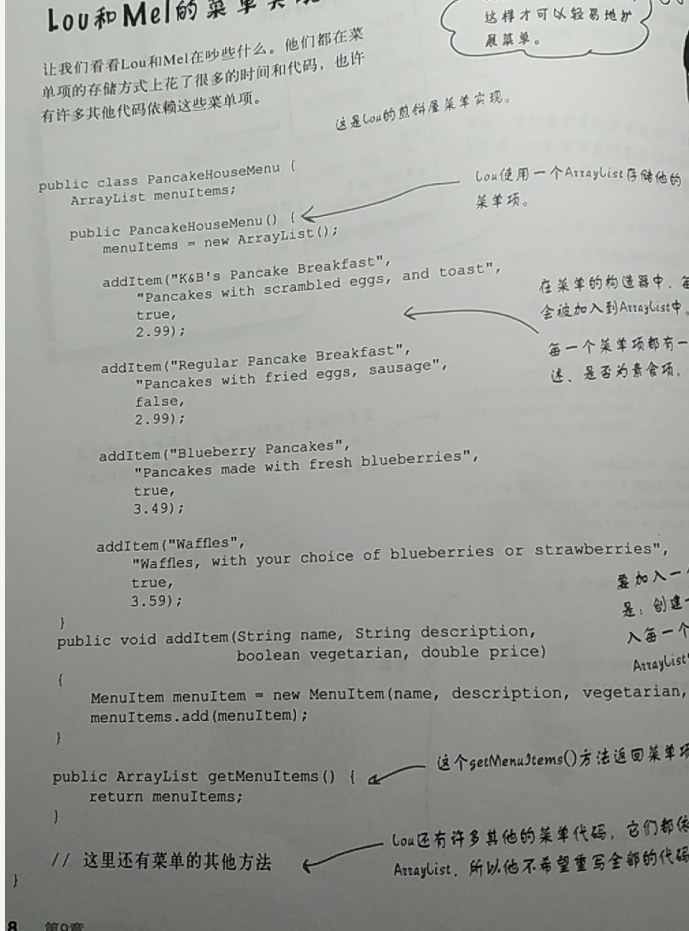 Lou和Mel的菜单实现
这样才可以轻易地扩
展菜单。
让我们看看Lou和Mel在吵些什么。他们都在菜
单项的存储方式上花了很多的时间和代码，也许
有许多其他代码依赖这些菜单项。
这是Lou的煎饼屋菜单实现。
public class PancakeHouseMenu {
ArrayList menuItems;
Lou使用一个ArrayList存储他的
菜单项。
public PancakeHouseMenu() {
menuItems = new ArrayList();
addItem("K&B's Pancake Breakfast",
"Pancakes with scrambled eggs, and toast",
true,
2.99);
在菜单的构造器中，每
会被加入到ArrayList中。
每一个菜单项都有一
述、是否为素食项，
addItem("Regular Pancake Breakfast",
"Pancakes with fried eggs, sausage",
false,
2.99);
addItem("Blueberry Pancakes",
"Pancakes made with fresh blueberries",
true,
3.49);
addItem("Waffles",
"Waffles, with your choice of blueberries or strawberries",
true,
3.59);
}
要加入一个
是：创建一
入每一个
ArrayList
public void addItem(String name, String description,
boolean vegetarian, double price)
{
MenuItem menuItem = new MenuItem(name, description, vegetarian,
menuItems.add(menuItem);
}
这个getMenuItems()方法返回菜单项
public ArrayList getMenuItems() {
return menuItems;
}
Lou还有许多其他的菜单代码，它们都依
ArrayList，所以他不希望重写全部的代码
// 这里还有菜单的其他方法
}
8 第9章